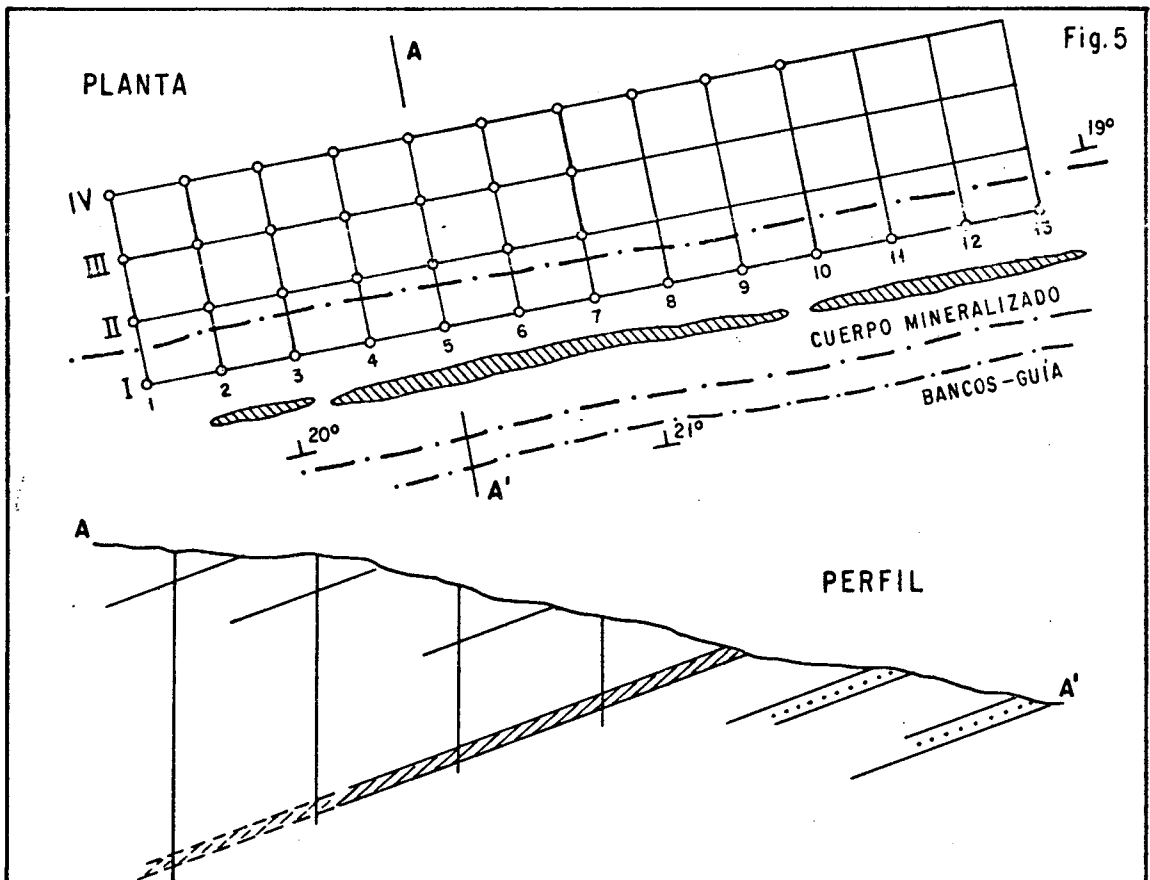 Fig. 5
PLANTA
A
19°
IV
III
II
I
1 2 3 4 5 6 7 8 9 10 11 12 13
CUERPO MINERALIZADO
BANCOS-GUÍA
20°
21°
A'
A
PERFIL
A'